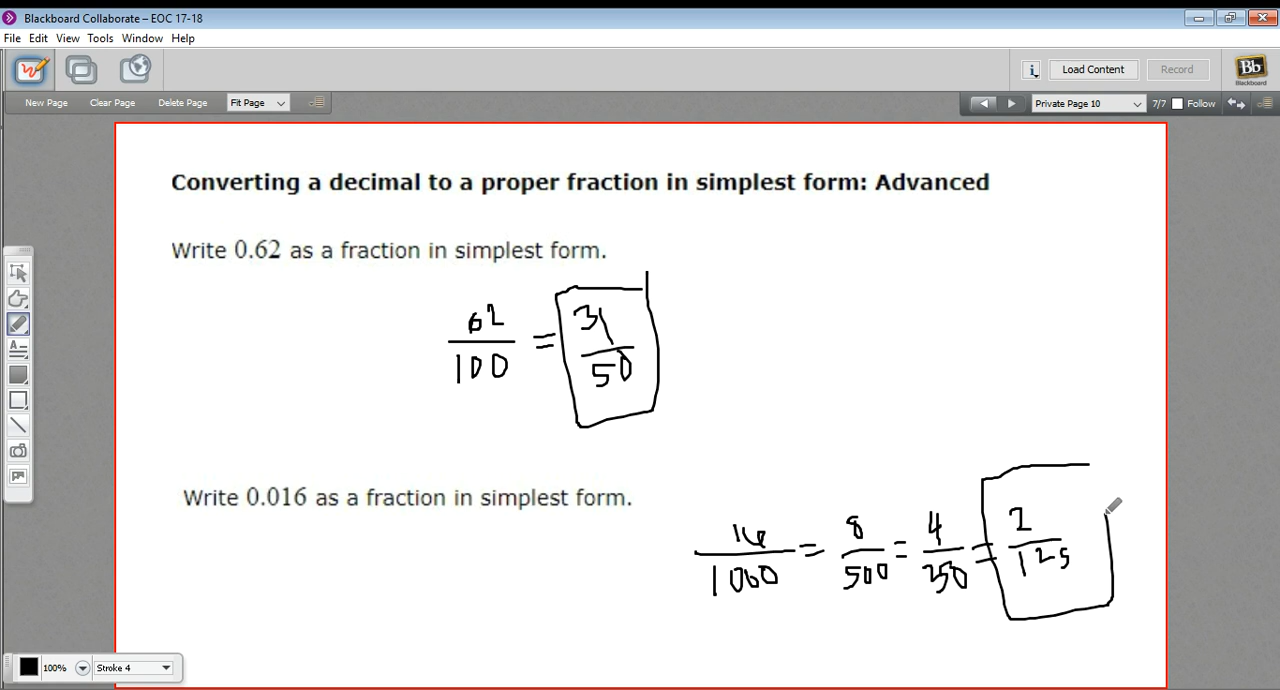 Blackboard Collaborate – EOC 17-18
File Edit View Tools Window Help
i Load Content Record Bb Blackboard
New Page Clear Page Delete Page Fit Page Private Page 10 7/7 Follow
Converting a decimal to a proper fraction in simplest form: Advanced
Write 0.62 as a fraction in simplest form.
62/100 = 31/50
Write 0.016 as a fraction in simplest form.
16/1000 = 8/500 = 4/250 = 2/125
100% Stroke 4